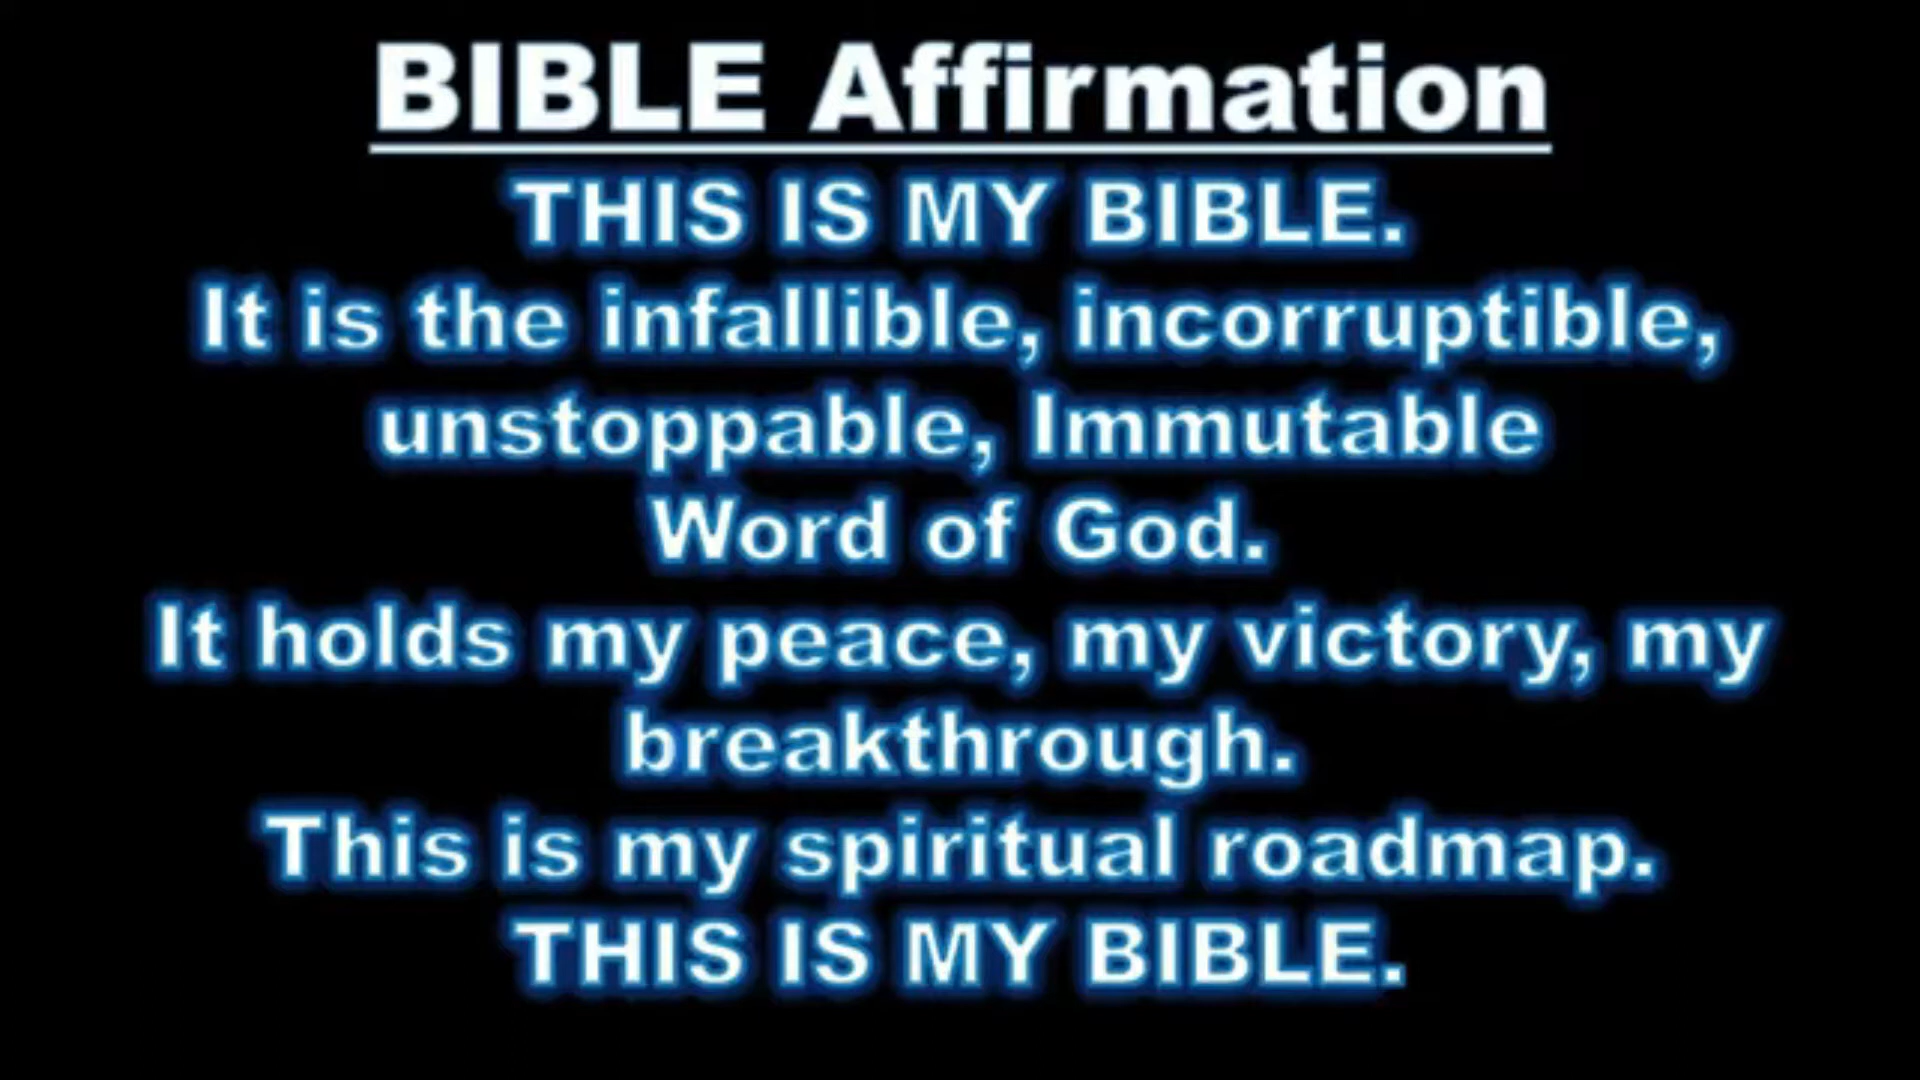 BIBLE Affirmation
THIS IS MY BIBLE.
It is the infallible, incorruptible,
unstoppable, Immutable
Word of God.
It holds my peace, my victory, my
breakthrough.
This is my spiritual roadmap.
THIS IS MY BIBLE.